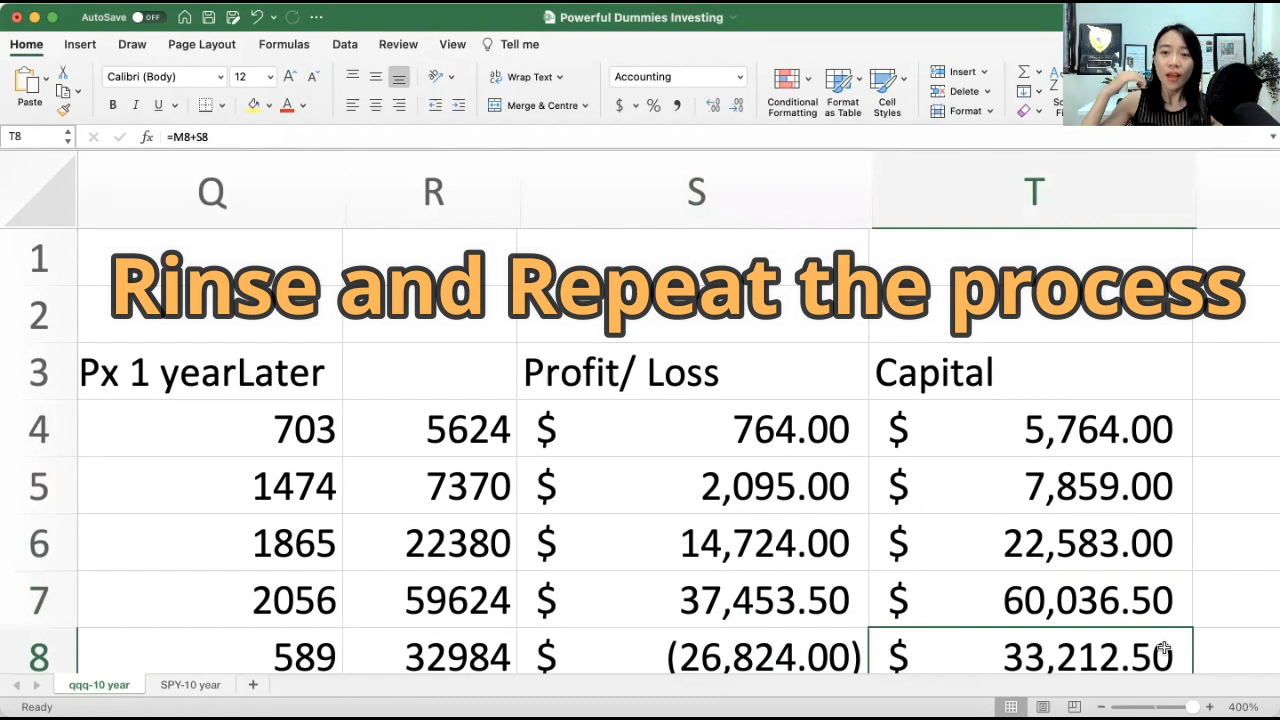 AutoSave OFF Powerful Dummies Investing
Home Insert Draw Page Layout Formulas Data Review View Tell me
Paste Calibri (Body) 12 Wrap Text Accounting Conditional Formatting Format as Table Cell Styles Insert
B I U Merge & Centre $ % Delete
Format
T8 fx =M8+S8
Q R S T
1
Rinse and Repeat the process
2
3 Px 1 yearLater Profit/ Loss Capital
4 703 5624 $ 764.00 $ 5,764.00
5 1474 7370 $ 2,095.00 $ 7,859.00
6 1865 22380 $ 14,724.00 $ 22,583.00
7 2056 59624 $ 37,453.50 $ 60,036.50
8 589 32984 $ (26,824.00) $ 33,212.50
qqq-10 year SPY-10 year
Ready 400%